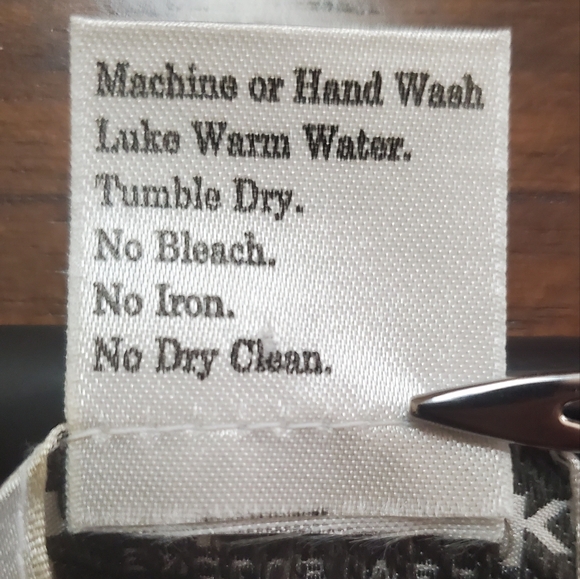 Machine or Hand Wash
Luke Warm Water.
Tumble Dry.
No Bleach.
No Iron.
No Dry Clean.
K